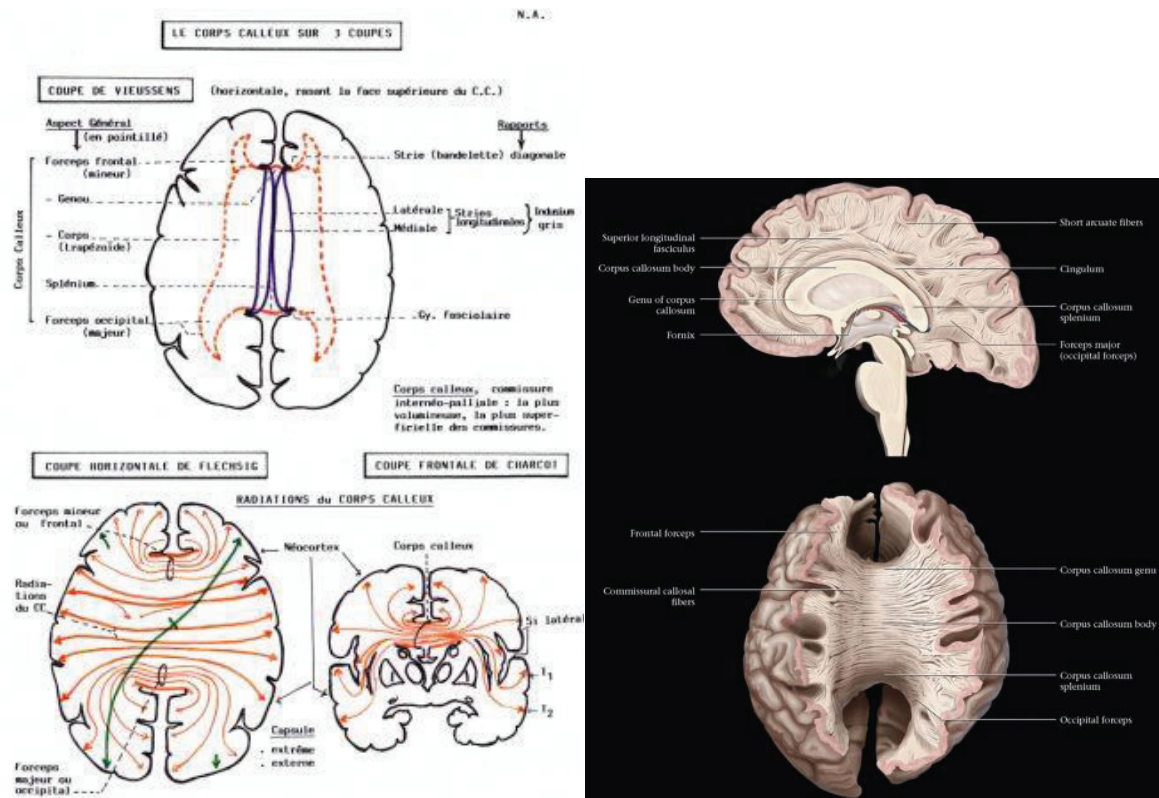 N.A.
LE CORPS CALLEUX SUR 3 COUPES
COUPE DE VIEUSSENS
(horizontale, rasant la face supérieure du C.C.)
Aspect Général
(en pointillé)
Rapports
Forceps frontal
(mineur)
Strie (bandelette) diagonale
- Genou
Latérale
Médiale
Stries
longitudinales
Indusium
gris
- Corps
(trapézoïde)
Corps Calleux
Splénium
Forceps occipital
(majeur)
Gy. fasciolaire
Corps calleux, commissure
internéo-palliale : la plus
volumineuse, la plus super-
ficielle des commissures.
COUPE HORIZONTALE DE FLECHSIG
COUPE FRONTALE DE CHARCOT
RADIATIONS du CORPS CALLEUX
Forceps mineur
ou frontal
Néocortex
Corps calleux
Radia-
tions
du CC
Si latéral
T1
T2
Capsule
. extrême
. externe
Forceps
majeur ou
occipital
Short arcuate fibers
Superior longitudinal
fasciculus
Corpus callosum body
Cingulum
Genu of corpus
callosum
Corpus callosum
splenium
Fornix
Forceps major
(occipital forceps)
Frontal forceps
Corpus callosum genu
Commissural callosal
fibers
Corpus callosum body
Corpus callosum
splenium
Occipital forceps